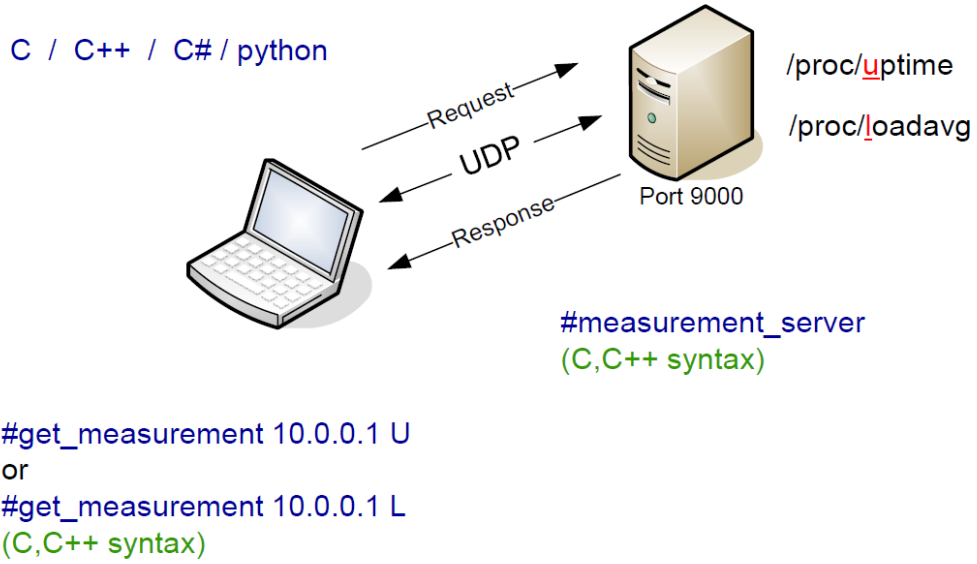 C / C++ / C# / python
/proc/uptime
Request
/proc/loadavg
UDP
Port 9000
Response
#measurement_server
(C,C++ syntax)
#get_measurement 10.0.0.1 U
or
#get_measurement 10.0.0.1 L
(C,C++ syntax)